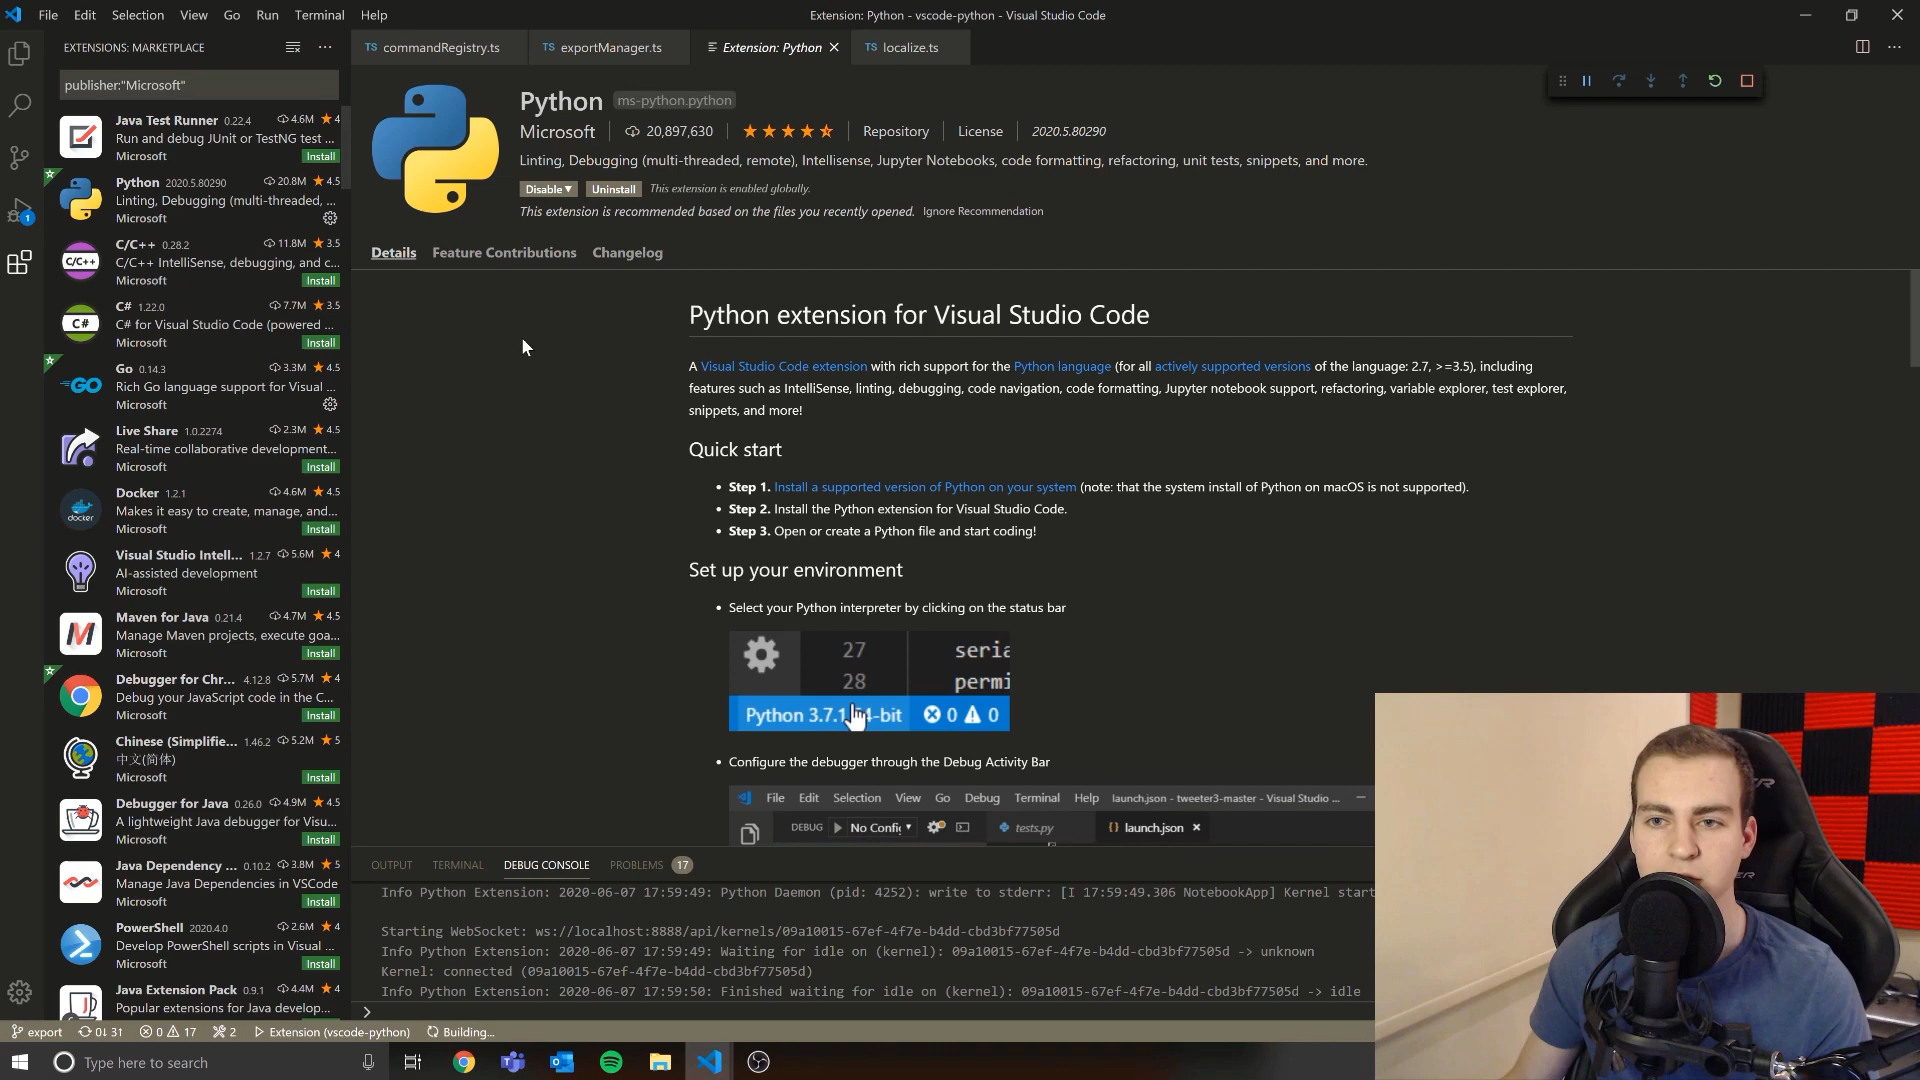 File Edit Selection View Go Run Terminal Help
Extension: Python - vscode-python - Visual Studio Code
EXTENSIONS: MARKETPLACE
publisher:"Microsoft"
Java Test Runner 0.22.4 4.6M 4
Run and debug JUnit or TestNG test ...
Microsoft Install
Python 2020.5.80290 20.8M 4.5
Linting, Debugging (multi-threaded, ...
Microsoft
C/C++ 0.28.2 11.8M 3.5
C/C++
C/C++ IntelliSense, debugging, and c...
Microsoft Install
C# 1.22.0 7.7M 3.5
C#
C# for Visual Studio Code (powered ...
Microsoft Install
Go 0.14.3 3.3M 4.5
GO
Rich Go language support for Visual ...
Microsoft
Live Share 1.0.2274 2.3M 4.5
Real-time collaborative development...
Microsoft Install
Docker 1.2.1 4.6M 4.5
docker
Makes it easy to create, manage, and...
Microsoft Install
Visual Studio Intell... 1.2.7 5.6M 4
AI-assisted development
Microsoft Install
Maven for Java 0.21.4 4.7M 4.5
Manage Maven projects, execute goa...
Microsoft Install
Debugger for Chr... 4.12.8 5.7M 4
Debug your JavaScript code in the C...
Microsoft Install
Chinese (Simplifie... 1.46.2 5.2M 5
中文(简体)
Microsoft Install
Debugger for Java 0.26.0 4.9M 4.5
A lightweight Java debugger for Visu...
Microsoft Install
Java Dependency ... 0.10.2 3.8M 5
Manage Java Dependencies in VSCode
Microsoft Install
PowerShell 2020.4.0 2.6M 4
Develop PowerShell scripts in Visual ...
Microsoft Install
Java Extension Pack 0.9.1 4.4M 4
Popular extensions for Java develop...
TS commandRegistry.ts TS exportManager.ts Extension: Python TS localize.ts
Python ms-python.python
Microsoft 20,897,630 Repository License 2020.5.80290
Linting, Debugging (multi-threaded, remote), Intellisense, Jupyter Notebooks, code formatting, refactoring, unit tests, snippets, and more.
Disable Uninstall This extension is enabled globally.
This extension is recommended based on the files you recently opened. Ignore Recommendation
Details Feature Contributions Changelog
Python extension for Visual Studio Code
A Visual Studio Code extension with rich support for the Python language (for all actively supported versions of the language: 2.7, >=3.5), including
features such as IntelliSense, linting, debugging, code navigation, code formatting, Jupyter notebook support, refactoring, variable explorer, test explorer,
snippets, and more!
Quick start
• Step 1. Install a supported version of Python on your system (note: that the system install of Python on macOS is not supported).
• Step 2. Install the Python extension for Visual Studio Code.
• Step 3. Open or create a Python file and start coding!
Set up your environment
• Select your Python interpreter by clicking on the status bar
27 seria
28 permi
Python 3.7.1 64-bit 0 0
• Configure the debugger through the Debug Activity Bar
File Edit Selection View Go Debug Terminal Help launch.json - tweeter3-master - Visual Studio ...
DEBUG No Confi tests.py {} launch.json
OUTPUT TERMINAL DEBUG CONSOLE PROBLEMS 17
Info Python Extension: 2020-06-07 17:59:49: Python Daemon (pid: 4252): write to stderr: [I 17:59:49.306 NotebookApp] Kernel start
Starting WebSocket: ws://localhost:8888/api/kernels/09a10015-67ef-4f7e-b4dd-cbd3bf77505d
Info Python Extension: 2020-06-07 17:59:49: Waiting for idle on (kernel): 09a10015-67ef-4f7e-b4dd-cbd3bf77505d -> unknown
Kernel: connected (09a10015-67ef-4f7e-b4dd-cbd3bf77505d)
Info Python Extension: 2020-06-07 17:59:50: Finished waiting for idle on (kernel): 09a10015-67ef-4f7e-b4dd-cbd3bf77505d -> idle
1
export 0↓ 3↑ 0 17 2 Extension (vscode-python) Building...
Type here to search